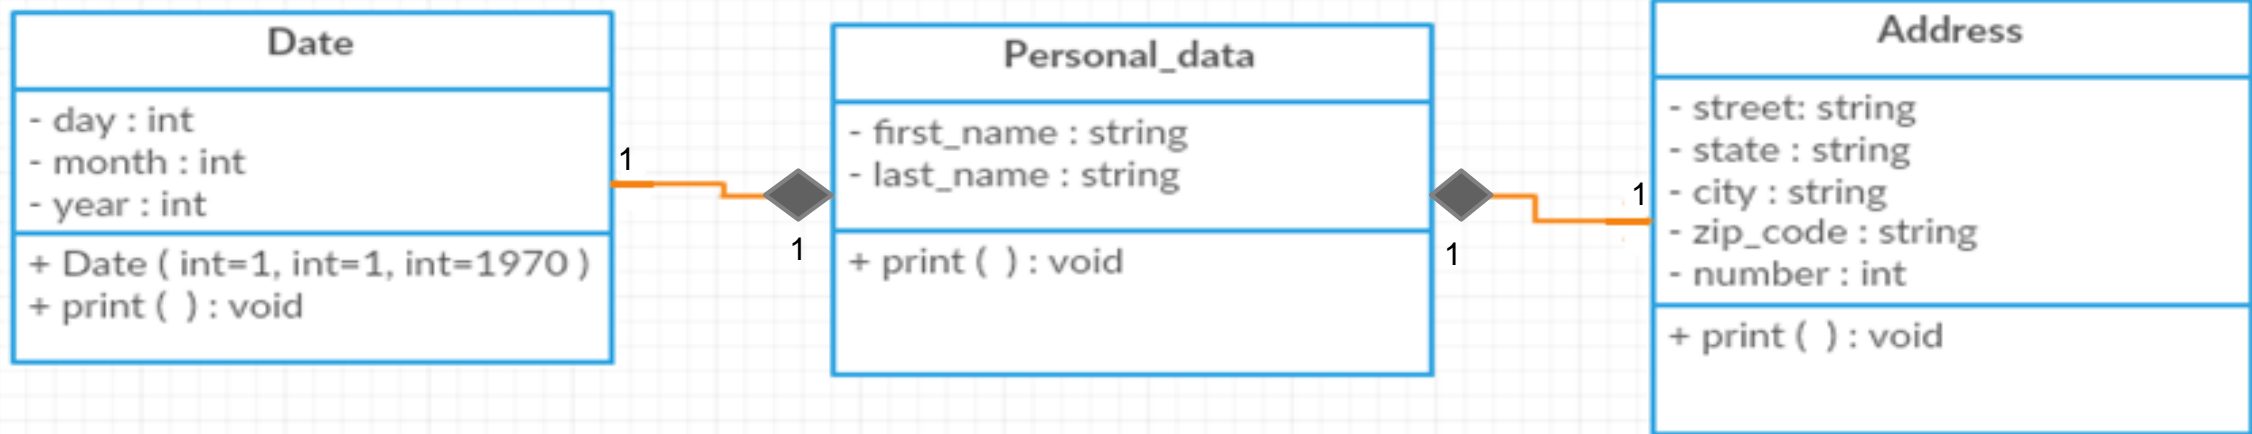 Date
- day : int
- month : int
- year : int
+ Date ( int=1, int=1, int=1970 )
+ print ( ) : void
1
1
Personal_data
- first_name : string
- last_name : string
+ print ( ) : void
1
1
Address
- street: string
- state : string
- city : string
- zip_code : string
- number : int
+ print ( ) : void